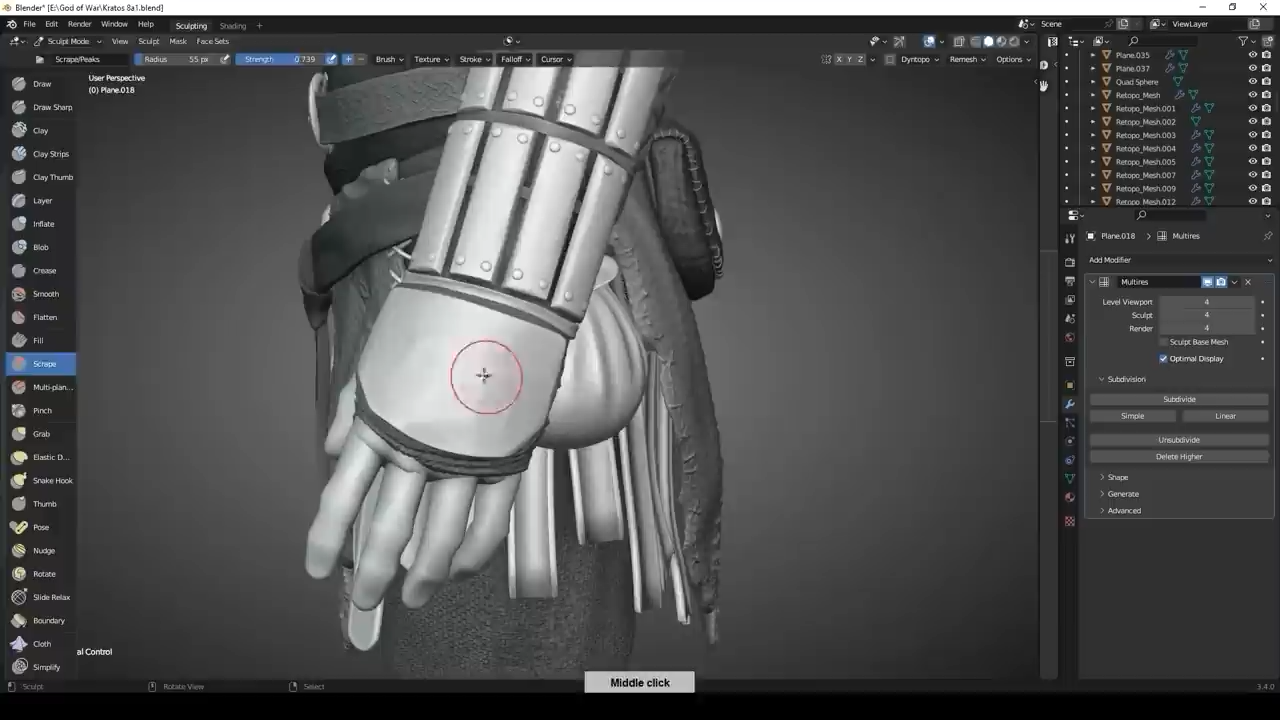 Blender* [E:\God of War\Kratos 8a1.blend]
File Edit Render Window Help Sculpting Shading + Scene ViewLayer
Sculpt Mode View Sculpt Mask Face Sets
Scrape/Peaks Radius 55 px Strength 0.739 Brush Texture Stroke Falloff Cursor X Y Z Dyntopo Remesh Options
User Perspective
(0) Plane.018
Draw
Draw Sharp
Clay
Clay Strips
Clay Thumb
Layer
Inflate
Blob
Crease
Smooth
Flatten
Fill
Scrape
Multi-plan...
Pinch
Grab
Elastic D...
Snake Hook
Thumb
Pose
Nudge
Rotate
Slide Relax
Boundary
Cloth
Simplify
al Control
Plane.035
Plane.037
Quad Sphere
Retopo_Mesh
Retopo_Mesh.001
Retopo_Mesh.002
Retopo_Mesh.003
Retopo_Mesh.004
Retopo_Mesh.005
Retopo_Mesh.007
Retopo_Mesh.009
Retopo_Mesh.012
Plane.018 > Multires
Add Modifier
Multires
Level Viewport 4
Sculpt 4
Render 4
Sculpt Base Mesh
Optimal Display
Subdivision
Subdivide
Simple Linear
Unsubdivide
Delete Higher
Shape
Generate
Advanced
Middle click
Sculpt Rotate View Select 3.4.0